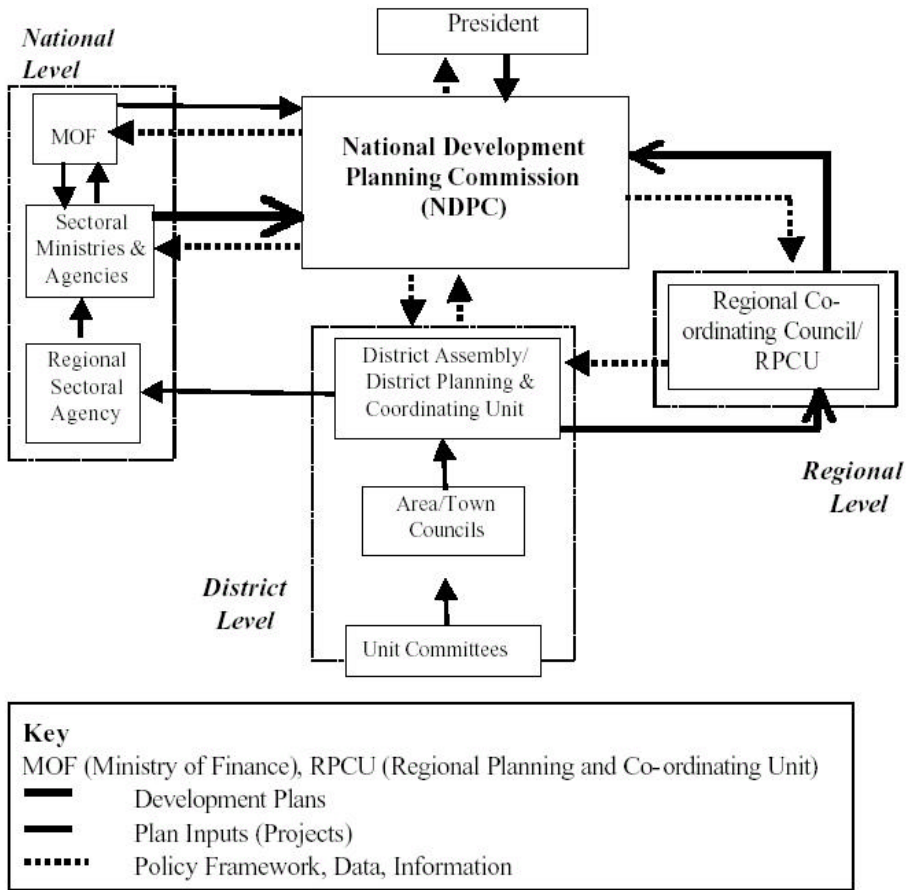 President
National
Level
MOF
National Development
Planning Commission
(NDPC)
Sectoral
Ministries &
Agencies
Regional Co-
ordinating Council/
RPCU
Regional
Sectoral
Agency
District Assembly/
District Planning &
Coordinating Unit
Regional
Level
Area/Town
Councils
District
Level
Unit Committees
Key
MOF (Ministry of Finance), RPCU (Regional Planning and Co-ordinating Unit)
Development Plans
Plan Inputs (Projects)
Policy Framework, Data, Information